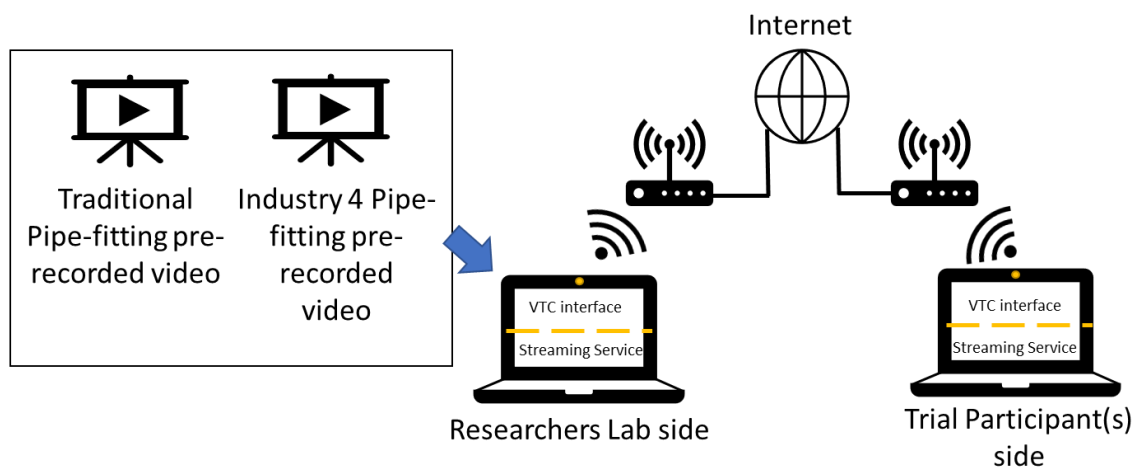 Internet
Traditional
Pipe-fitting pre-
recorded video
Industry 4 Pipe-
fitting pre-
recorded
video
VTC interface
Streaming Service
Researchers Lab side
VTC interface
Streaming Service
Trial Participant(s)
side